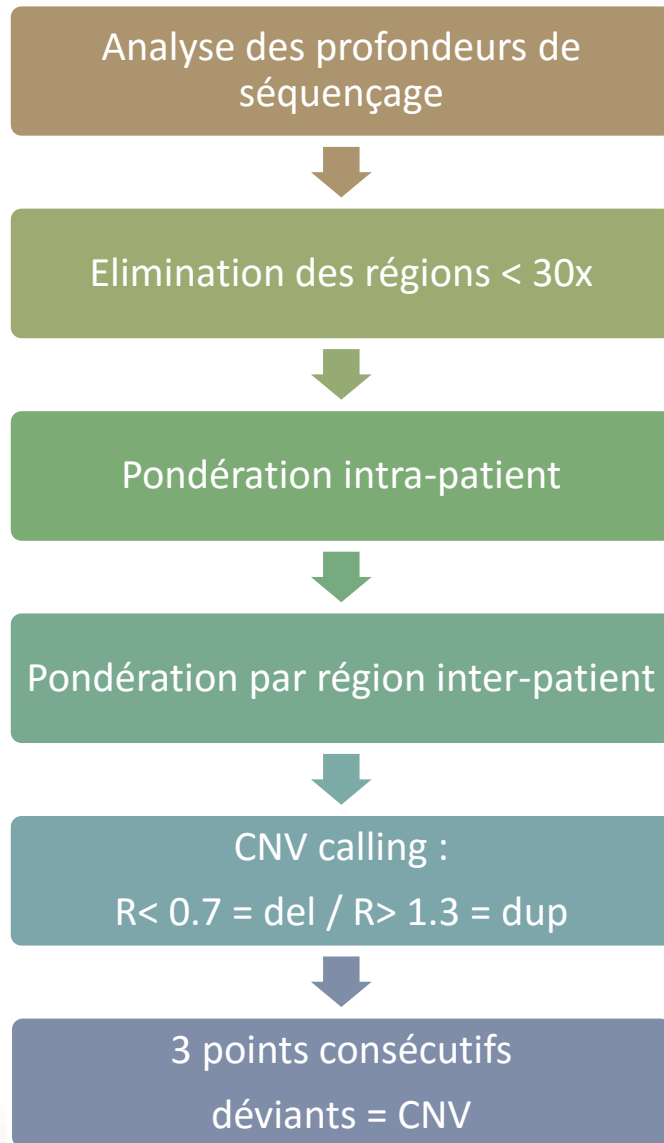 Analyse des profondeurs de
séquençage
Elimination des régions < 30x
Pondération intra-patient
Pondération par région inter-patient
CNV calling :
R< 0.7 = del / R> 1.3 = dup
3 points consécutifs
déviants = CNV